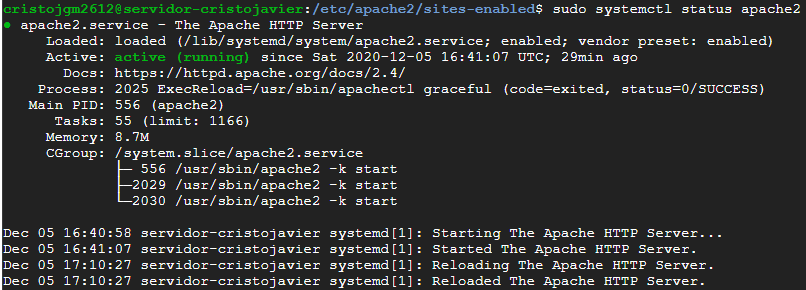 cristojgm2612@servidor-cristojavier:/etc/apache2/sites-enabled$ sudo systemctl status apache2
● apache2.service - The Apache HTTP Server
Loaded: loaded (/lib/systemd/system/apache2.service; enabled; vendor preset: enabled)
Active: active (running) since Sat 2020-12-05 16:41:07 UTC; 29min ago
Docs: https://httpd.apache.org/docs/2.4/
Process: 2025 ExecReload=/usr/sbin/apachectl graceful (code=exited, status=0/SUCCESS)
Main PID: 556 (apache2)
Tasks: 55 (limit: 1166)
Memory: 8.7M
CGroup: /system.slice/apache2.service
├─ 556 /usr/sbin/apache2 -k start
├─2029 /usr/sbin/apache2 -k start
└─2030 /usr/sbin/apache2 -k start
Dec 05 16:40:58 servidor-cristojavier systemd[1]: Starting The Apache HTTP Server...
Dec 05 16:41:07 servidor-cristojavier systemd[1]: Started The Apache HTTP Server.
Dec 05 17:10:27 servidor-cristojavier systemd[1]: Reloading The Apache HTTP Server.
Dec 05 17:10:27 servidor-cristojavier systemd[1]: Reloaded The Apache HTTP Server.